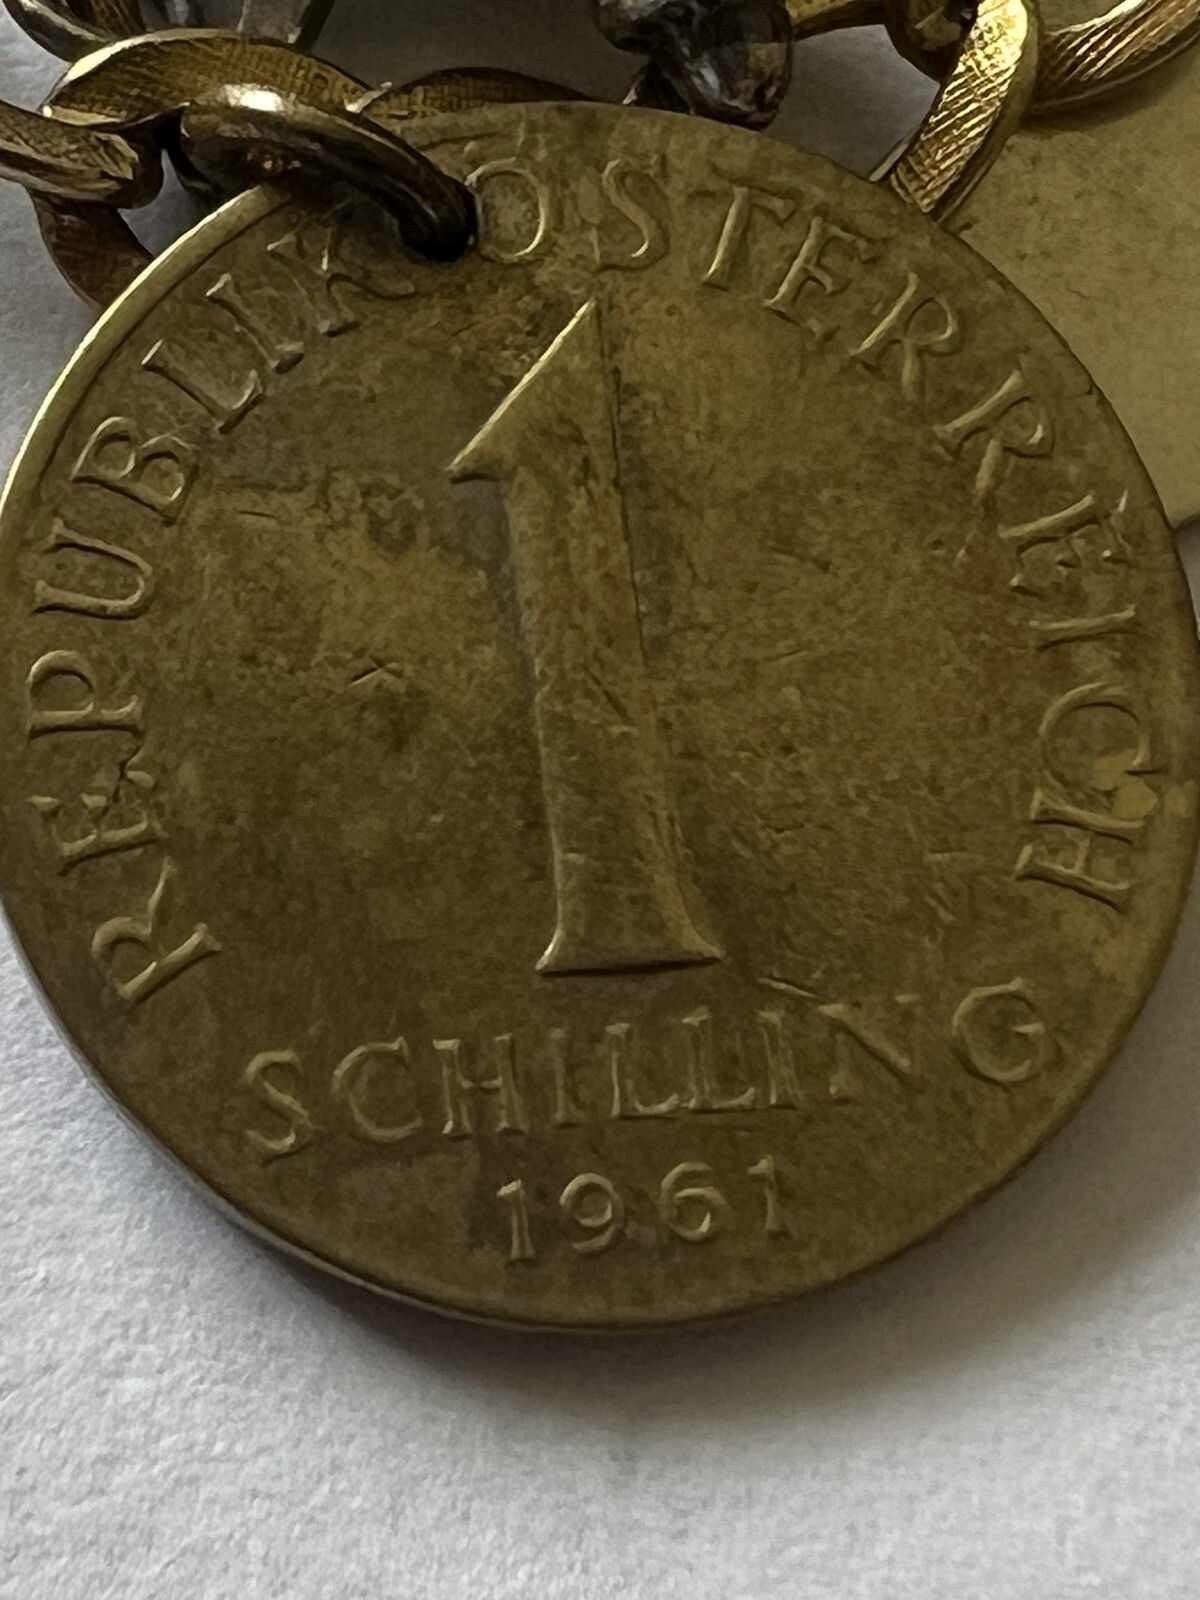 REPUBLIK ÖSTERREICH
1
SCHILLING
1961